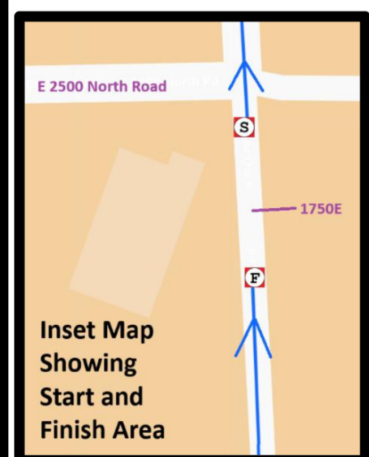 E 2500 North Road
S
1750E
F
Inset Map
Showing
Start and
Finish Area